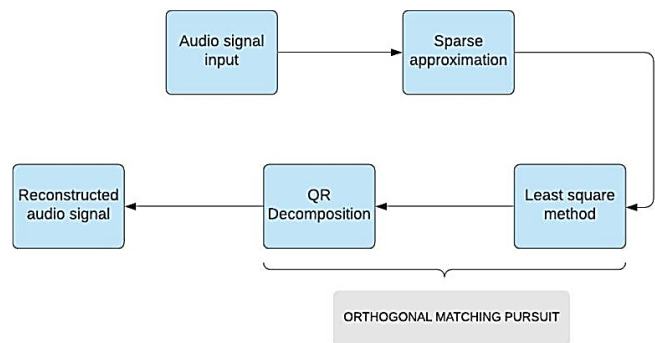 Audio signal
input
Sparse
approximation
Reconstructed
audio signal
QR
Decomposition
Least square
method
ORTHOGONAL MATCHING PURSUIT